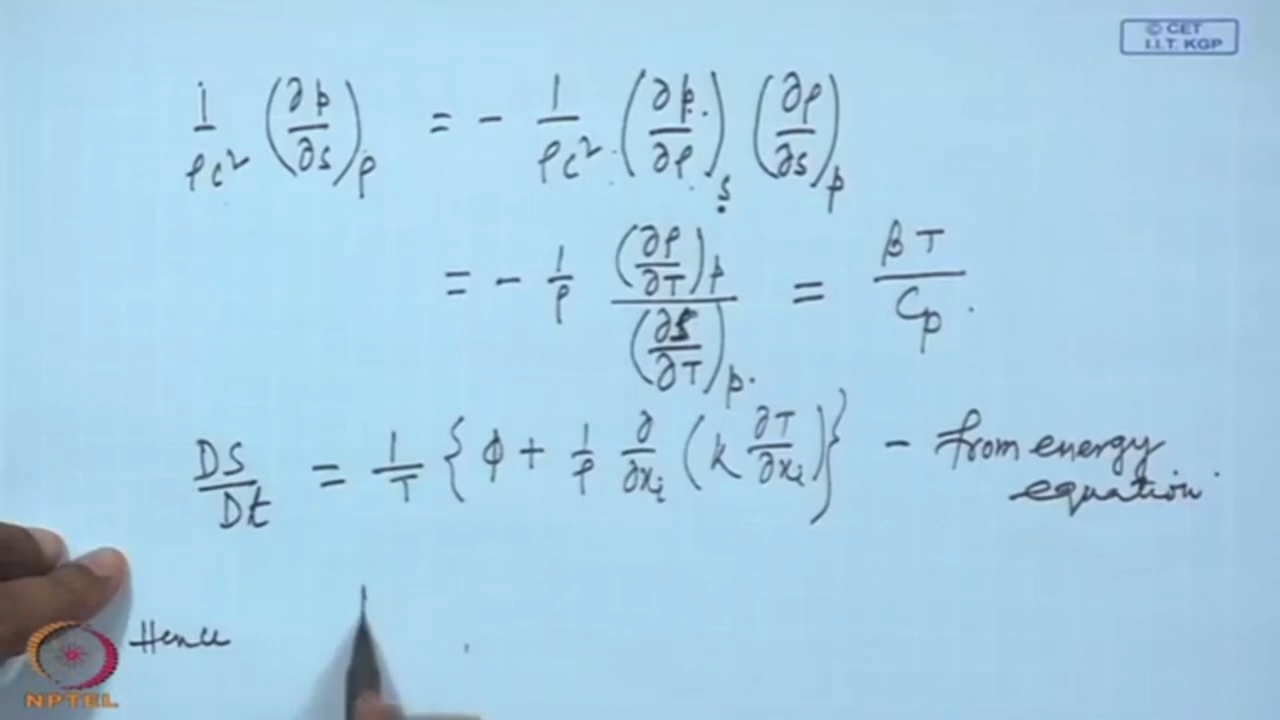 © CET
I.I.T. KGP
1/ρc² (∂p/∂s)_ρ = - 1/ρc² (∂p/∂ρ)_s (∂ρ/∂s)_p
= - 1/ρ (∂ρ/∂T)_p / (∂S/∂T)_p = βT/C_p
DS/Dt = 1/T { φ + 1/ρ ∂/∂x_i (k ∂T/∂x_i) } - from energy
equation
Hence
NPTEL